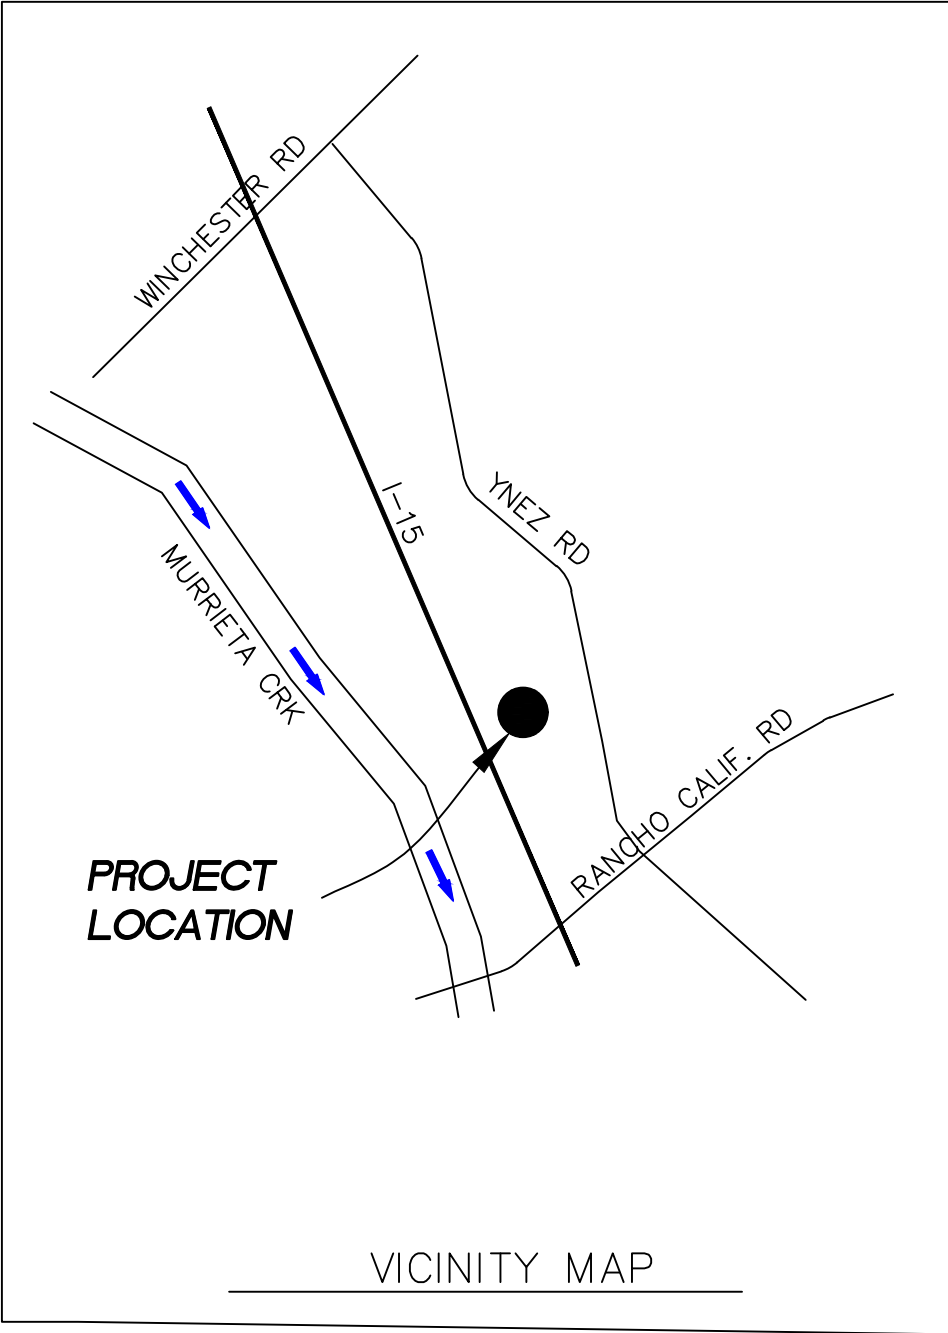 WINCHESTER RD
I-15
YNEZ RD
MURRIETA CRK
RANCHO CALIF. RD
PROJECT
LOCATION
VICINITY MAP